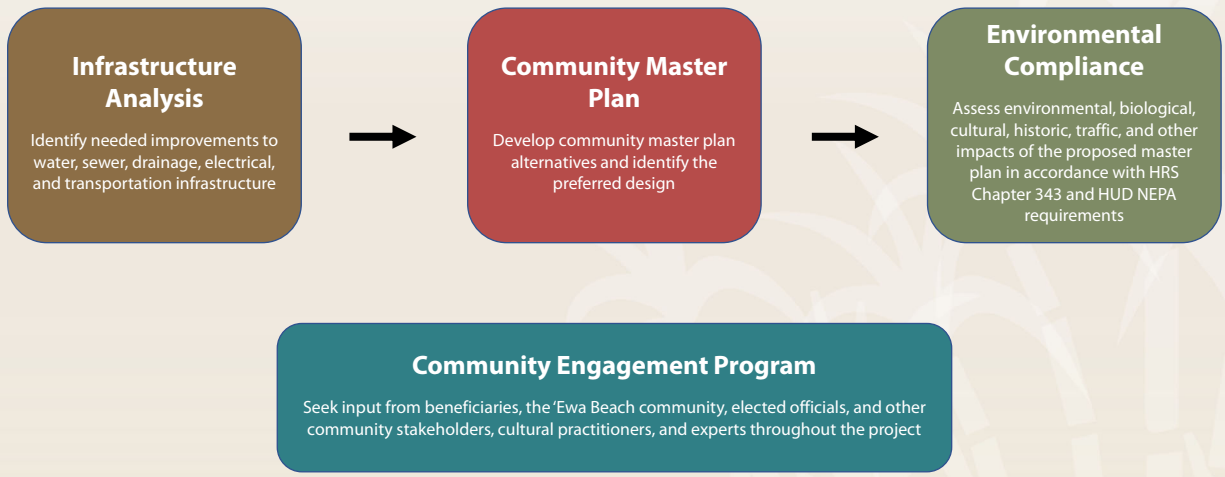 Infrastructure
Analysis
Identify needed improvements to
water, sewer, drainage, electrical,
and transportation infrastructure
Community Master
Plan
Develop community master plan
alternatives and identify the
preferred design
Environmental
Compliance
Assess environmental, biological,
cultural, historic, traffic, and other
impacts of the proposed master
plan in accordance with HRS
Chapter 343 and HUD NEPA
requirements
Community Engagement Program
Seek input from beneficiaries, the ‘Ewa Beach community, elected officials, and other
community stakeholders, cultural practitioners, and experts throughout the project